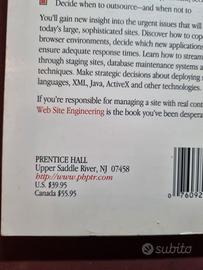 Decide when to outsource—and when not to
You'll gain new insight into the urgent issues that will
today's large, sophisticated sites. Discover how to cop
browser environments, decide which new applications
ensure adequate response times. Learn how to stream
through staging sites, database maintenance systems a
techniques. Make strategic decisions about deploying
languages, XML, Java, ActiveX and other technologies.
If you're responsible for managing a site with real cont
Web Site Engineering is the book you've been despera
PRENTICE HALL
Upper Saddle River, NJ 07458
http://www.phptr.com
U.S. $39.95
Canada $55.95
0 76092
subito